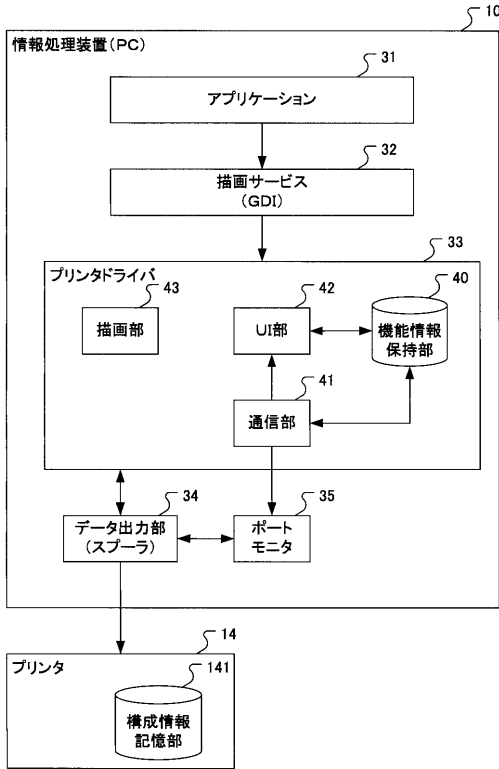 10
情報処理装置(PC)
31
アプリケーション
32
描画サービス
(GDI)
33
プリンタドライバ
43
42
40
描画部
UI部
機能情報
保持部
41
通信部
34
35
データ出力部
(スプーラ)
ポート
モニタ
14
プリンタ
141
構成情報
記憶部